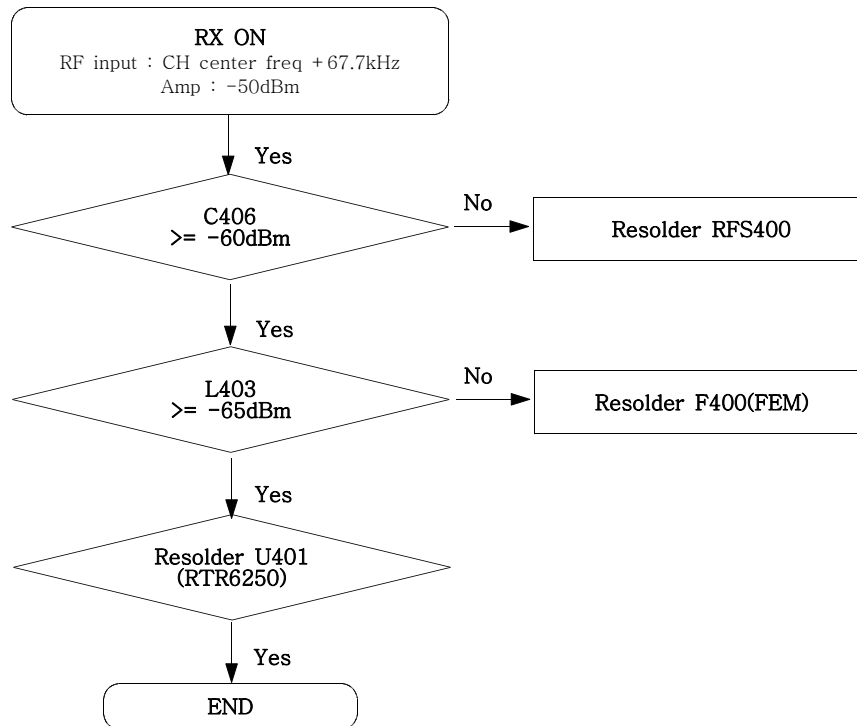 RX ON
RF input : CH center freq +67.7kHz
Amp : -50dBm
Yes
C406
>= -60dBm
No
Resolder RFS400
Yes
L403
>= -65dBm
No
Resolder F400(FEM)
Yes
Resolder U401
(RTR6250)
Yes
END